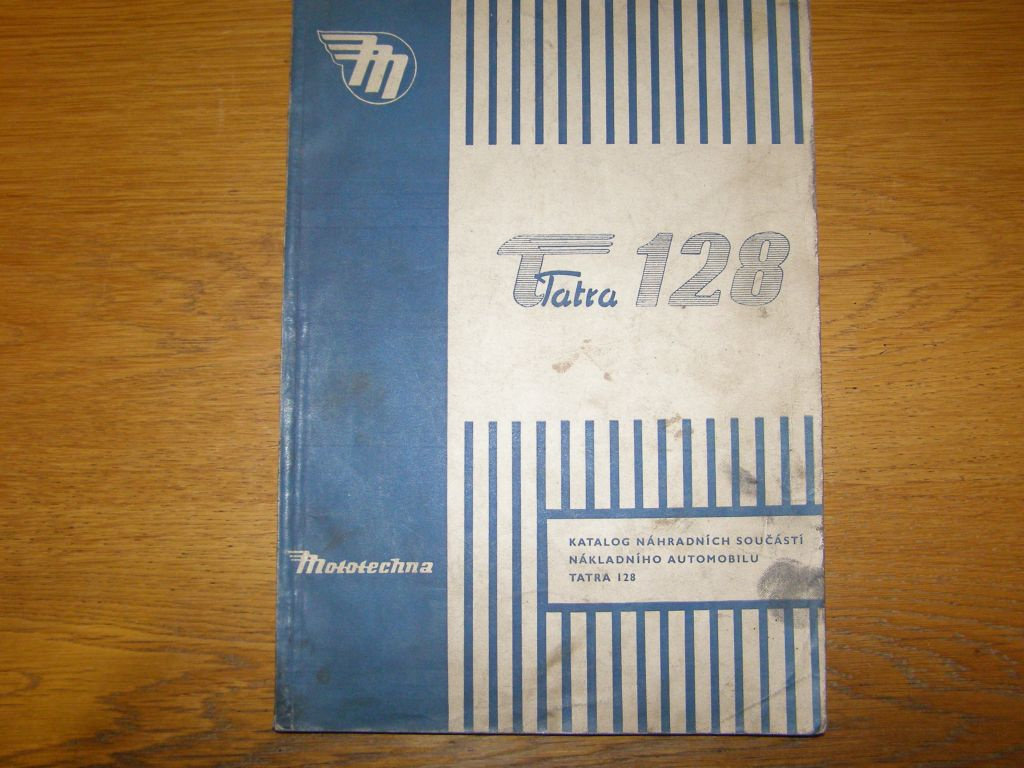 M
T Tatra 128
Mototechna
KATALOG NÁHRADNÍCH SOUČÁSTÍ
NÁKLADNÍHO AUTOMOBILU
TATRA 128